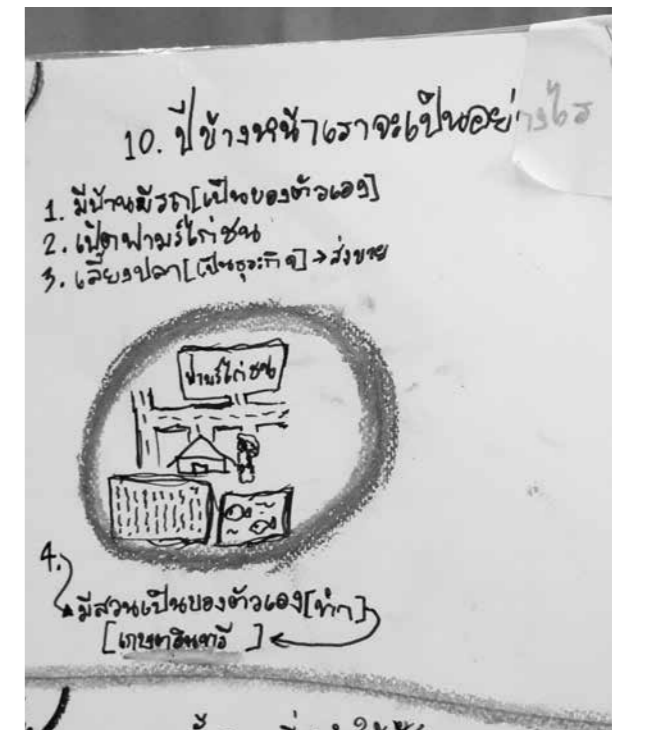 10. ปีข้างหน้าเราจะเป็นอย่างไร
1. มีบ้านมีรถ[เป็นของตัวเอง]
2. เปิดฟามร์ไก่ชน
3. เลี้ยงปลา[เป็นธุระกิจ]→ส่งขาย
ฟามร์ไก่ชน
4.
มีสวนเป็นของตัวเอง[ทำก]
[เกษตอินทรี ]